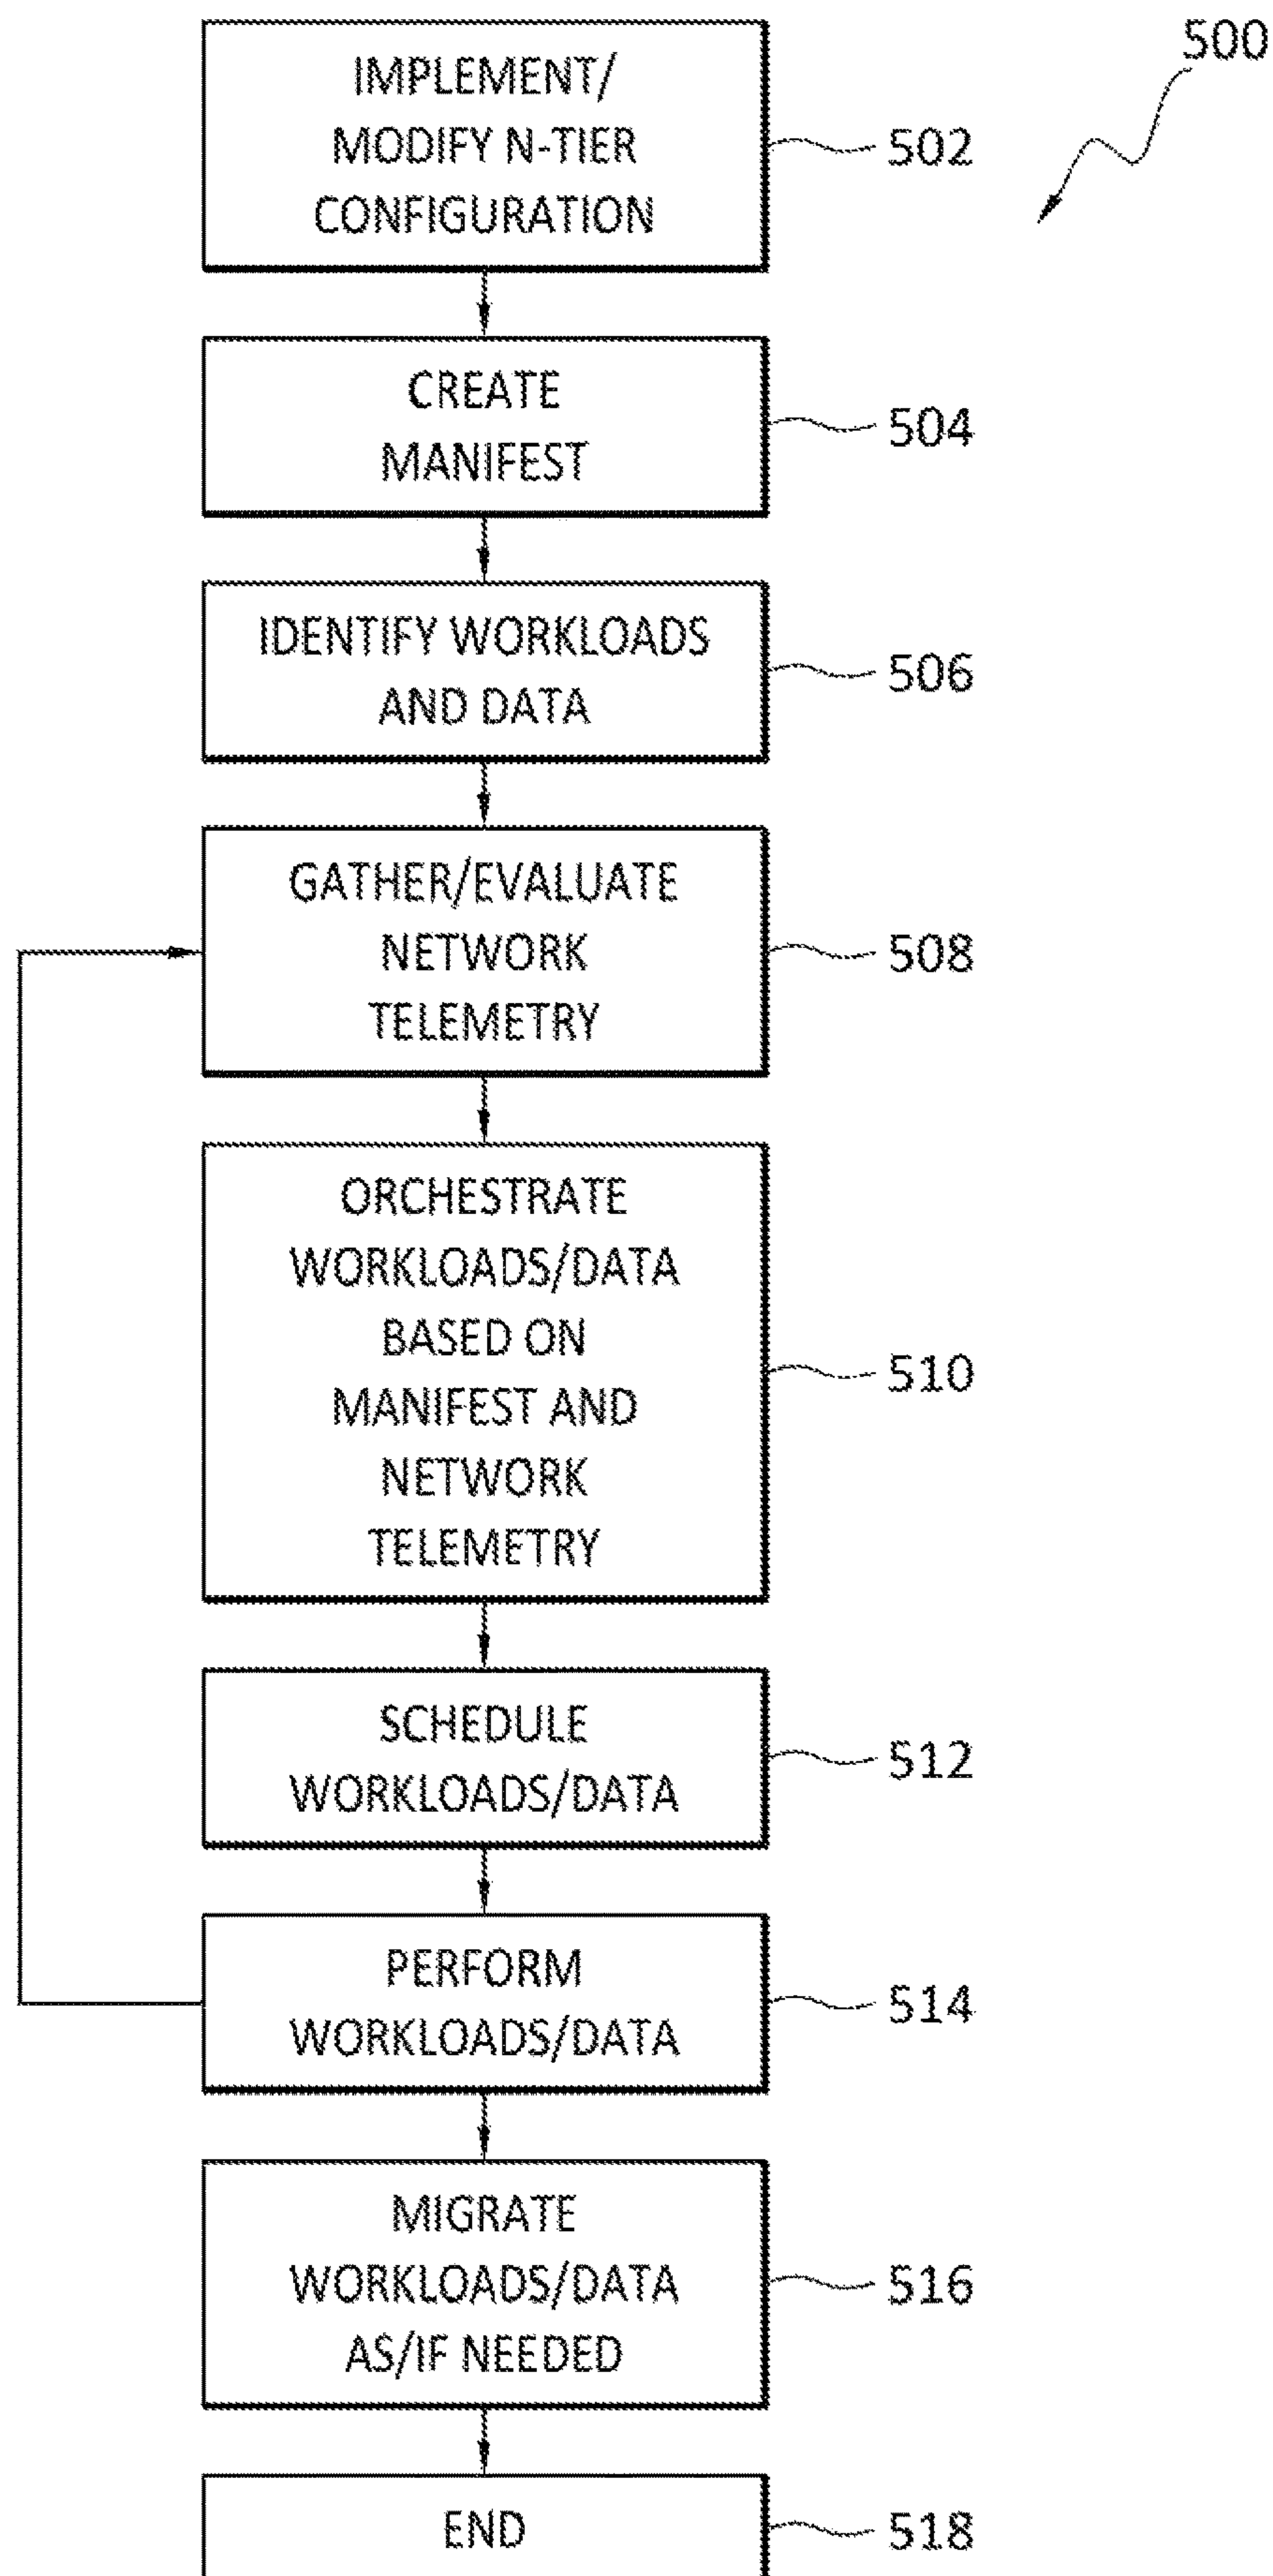 500
IMPLEMENT/
MODIFY N-TIER
CONFIGURATION
502
CREATE
MANIFEST
504
IDENTIFY WORKLOADS
AND DATA
506
GATHER/EVALUATE
NETWORK
TELEMETRY
508
ORCHESTRATE
WORKLOADS/DATA
BASED ON
MANIFEST AND
NETWORK
TELEMETRY
510
SCHEDULE
WORKLOADS/DATA
512
PERFORM
WORKLOADS/DATA
514
MIGRATE
WORKLOADS/DATA
AS/IF NEEDED
516
END
518